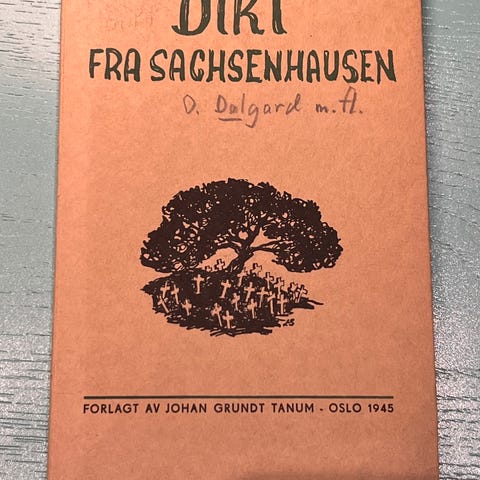 DIKT
FRA SACHSENHAUSEN
O. Dalgard m.fl.
FORLAGT AV JOHAN GRUNDT TANUM - OSLO 1945